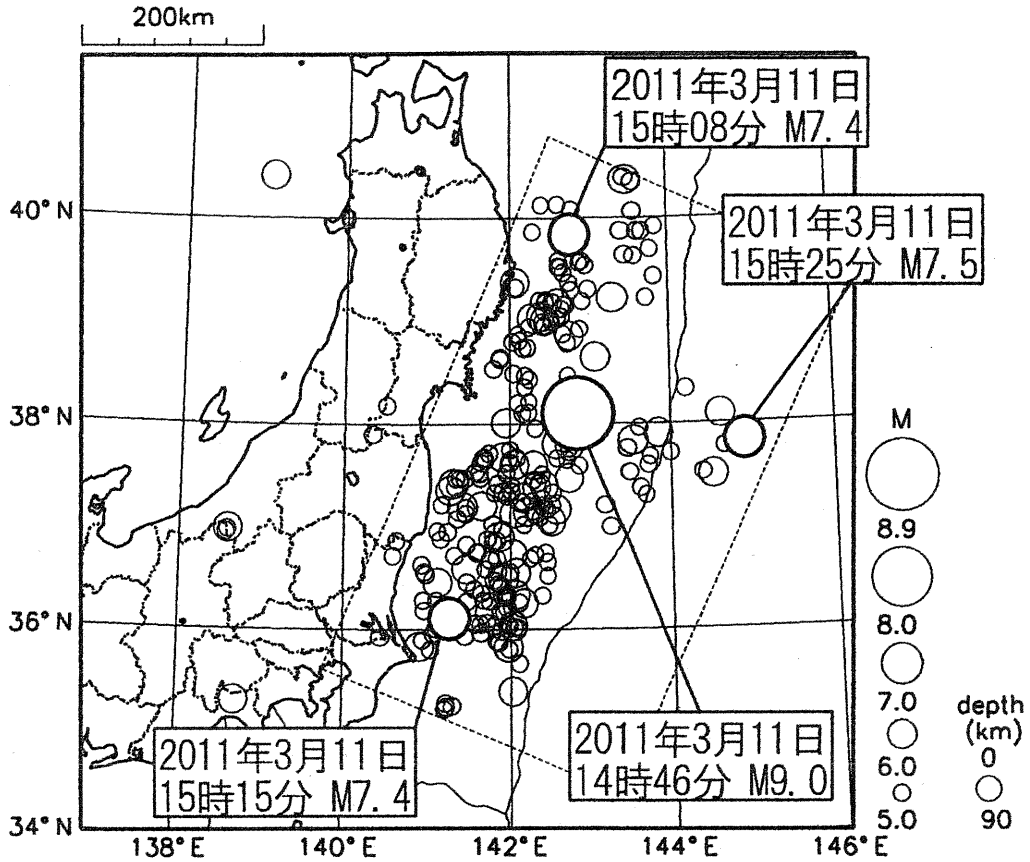 200km
2011年3月11日
15時08分 M7.4
2011年3月11日
15時25分 M7.5
40°N
38°N
36°N
34°N
M
8.9
8.0
7.0
6.0
5.0
depth
(km)
0
90
2011年3月11日
15時15分 M7.4
2011年3月11日
14時46分 M9.0
138°E
140°E
142°E
144°E
146°E